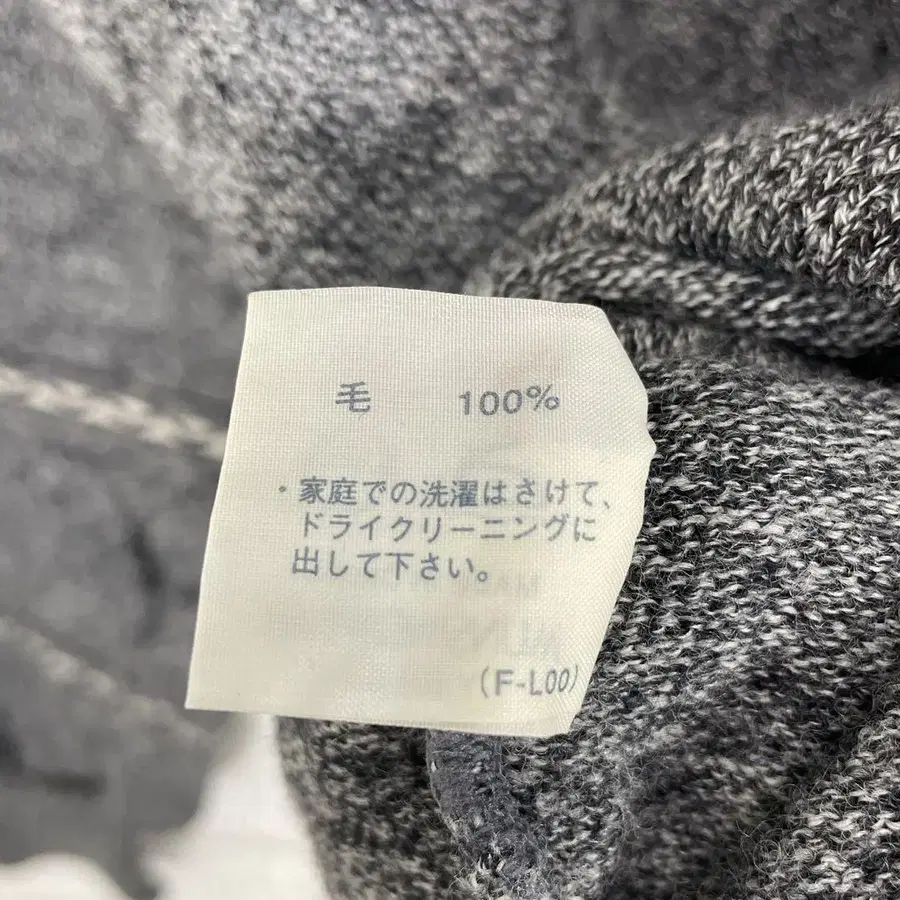 毛 100%
・家庭での洗濯はさけて、
ドライクリーニングに
出して下さい。
(F-L00)